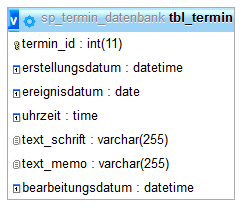 v sp_termin_datenbank tbl_termin
termin_id : int(11)
erstellungsdatum : datetime
ereignisdatum : date
uhrzeit : time
text_schrift : varchar(255)
text_memo : varchar(255)
bearbeitungsdatum : datetime